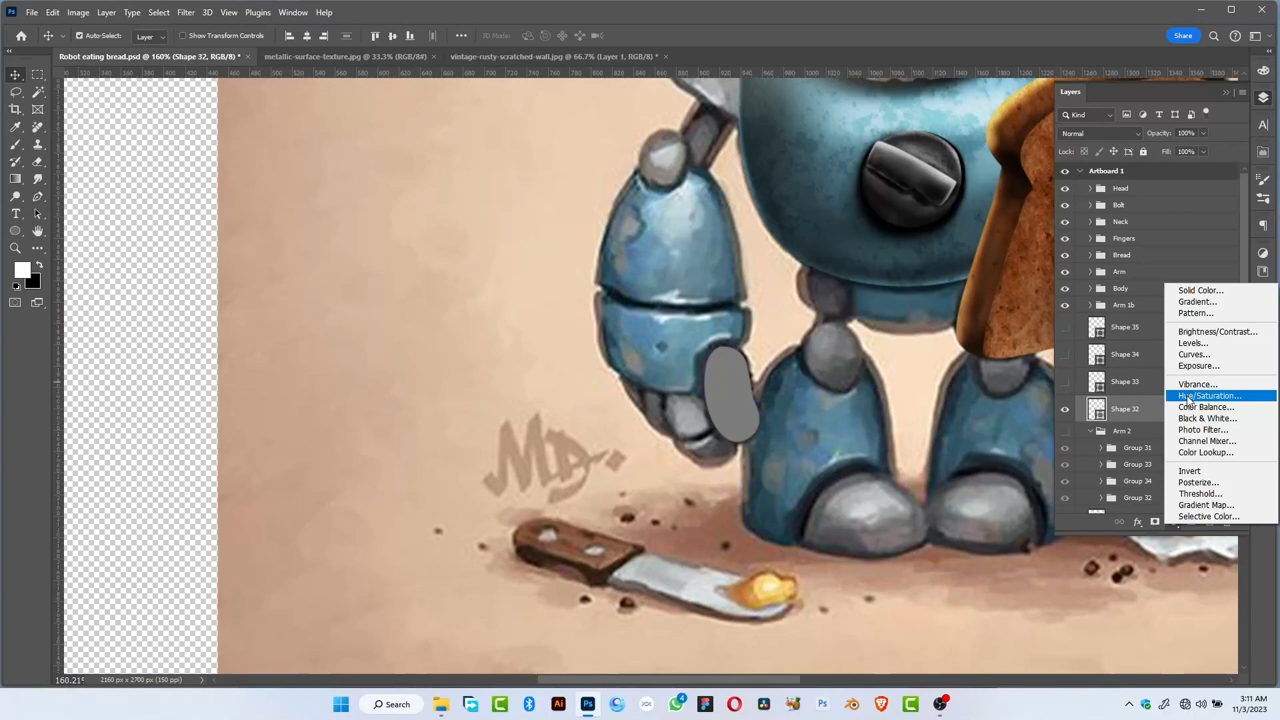 File Edit Image Layer Type Select Filter 3D View Plugins Window Help
Auto-Select: Layer Show Transform Controls Share
Robot eating bread.psd @ 160% (Shape 32, RGB/8) * × metailic-surface-texture.jpg @ 33.3% (RGB/8#) × vintage-rusty-scratched-wall.jpg @ 66.7% (Layer 1, RGB/8*) * ×
Layers
Kind
Normal Opacity: 100%
Lock: Fill: 100%
Artboard 1
Head
Bolt
Neck
Fingers
Bread
Arm
Body
Arm 1b
Shape 35
Shape 34
Shape 33
Shape 32
Arm 2
Group 31
Group 33
Group 34
Group 32
Solid Color...
Gradient...
Pattern...
Brightness/Contrast...
Levels...
Curves...
Exposure...
Vibrance...
Hue/Saturation...
Color Balance...
Black & White...
Photo Filter...
Channel Mixer...
Color Lookup...
Invert
Posterize...
Threshold...
Gradient Map...
Selective Color...
160.21% 2160 px x 2700 px (150 ppi)
Search
4
3:11 AM
11/3/2023